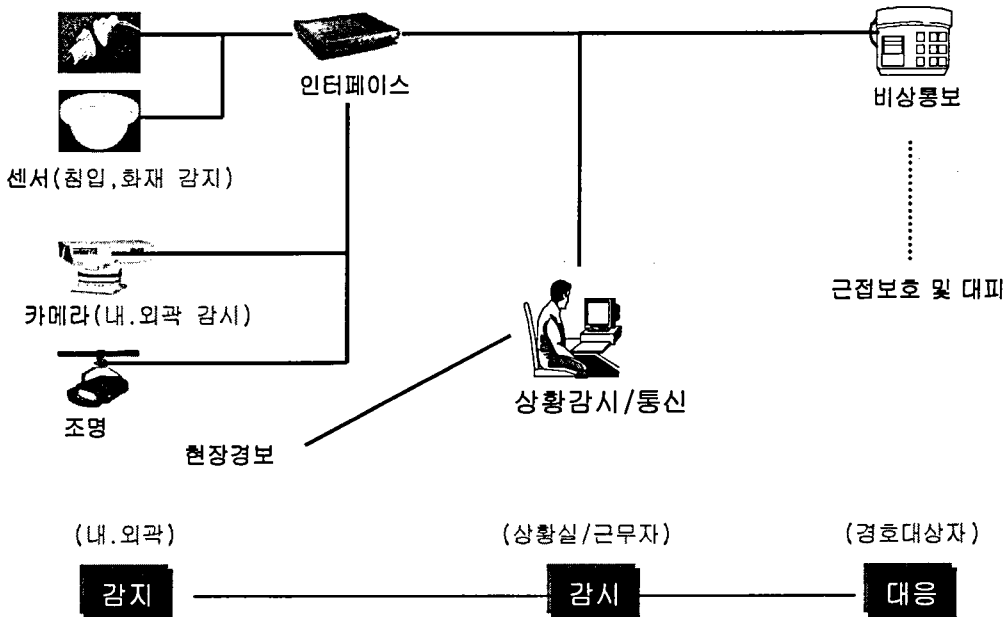 인터페이스
비상통보
센서(침입,화재 감지)
근접보호 및 대피
카메라(내.외곽 감시)
상황감시/통신
조명
현장경보
(내.외곽)
(상황실/근무자)
(경호대상자)
감지
감시
대응